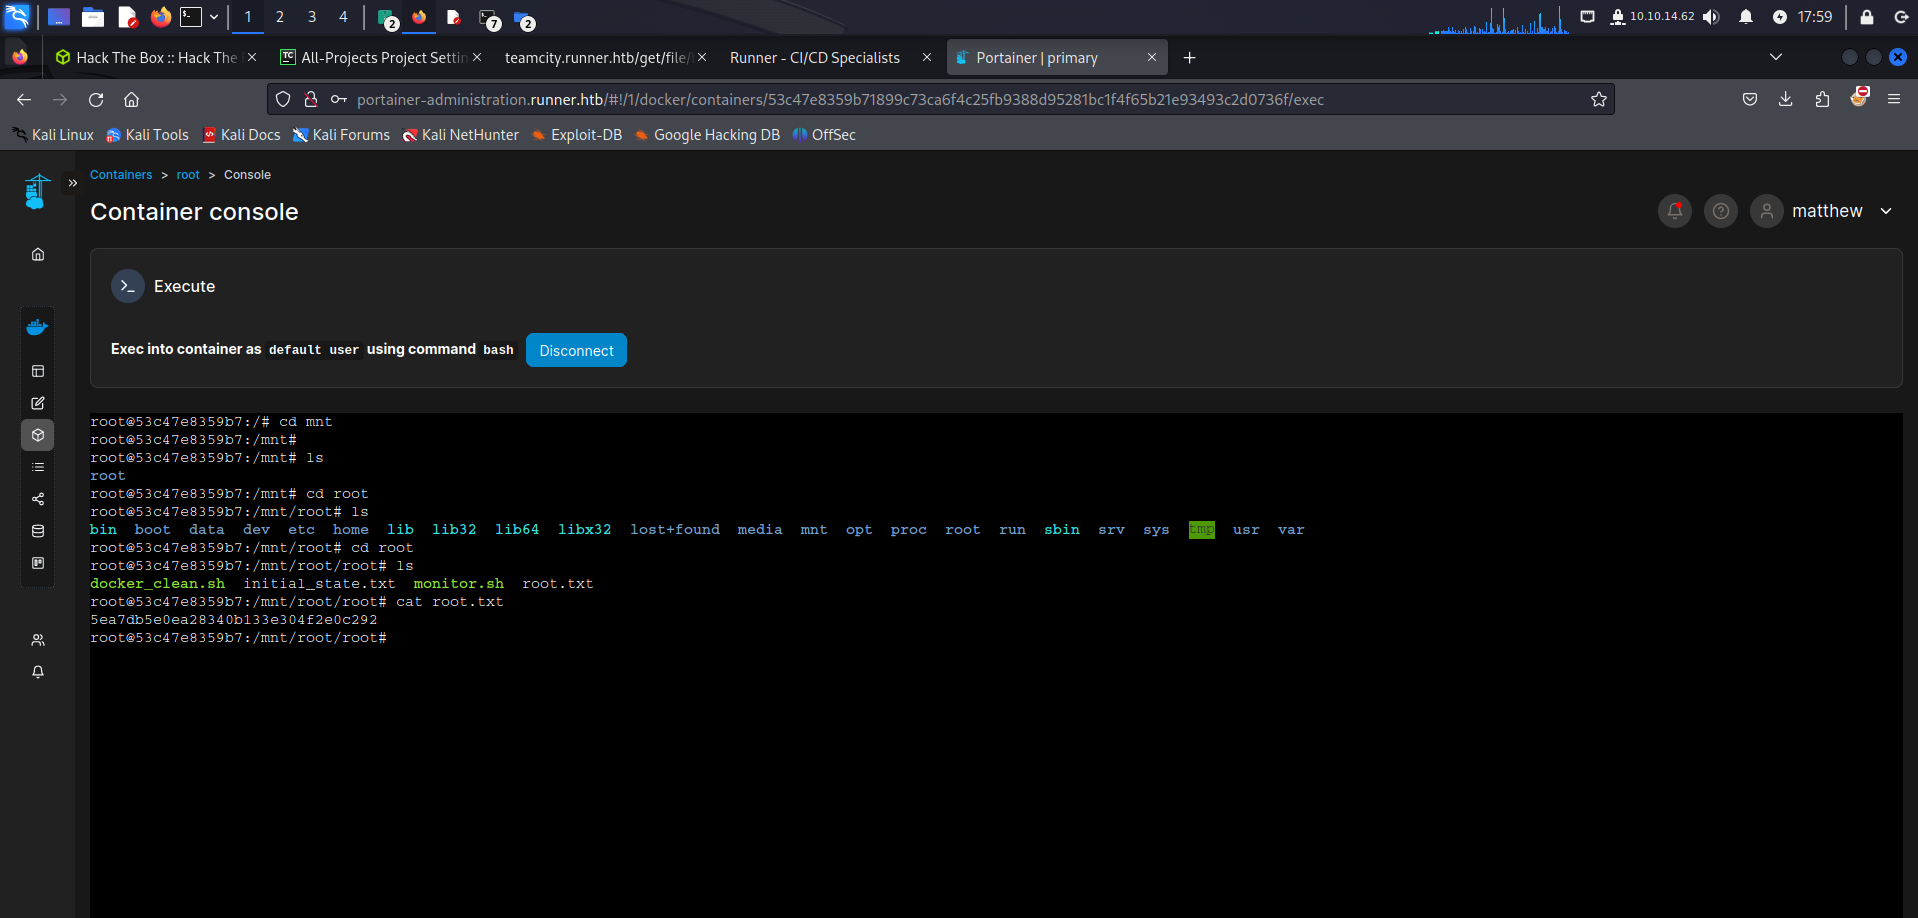 1 2 3 4 2 7 2 10.10.14.62 17:59
Hack The Box :: Hack The All-Projects Project Settin teamcity.runner.htb/get/file/ Runner - CI/CD Specialists Portainer | primary
portainer-administration.runner.htb/#!/1/docker/containers/53c47e8359b71899c73ca6f4c25fb9388d95281bc1f4f65b21e93493c2d0736f/exec
Kali Linux Kali Tools Kali Docs Kali Forums Kali NetHunter Exploit-DB Google Hacking DB OffSec
Containers > root > Console
Container console
matthew
Execute
Exec into container as default user using command bash Disconnect
root@53c47e8359b7:/# cd mnt
root@53c47e8359b7:/mnt#
root@53c47e8359b7:/mnt# ls
root
root@53c47e8359b7:/mnt# cd root
root@53c47e8359b7:/mnt/root# ls
bin boot data dev etc home lib lib32 lib64 libx32 lost+found media mnt opt proc root run sbin srv sys tmp usr var
root@53c47e8359b7:/mnt/root# cd root
root@53c47e8359b7:/mnt/root/root# ls
docker_clean.sh initial_state.txt monitor.sh root.txt
root@53c47e8359b7:/mnt/root/root# cat root.txt
5ea7db5e0ea28340b133e304f2e0c292
root@53c47e8359b7:/mnt/root/root#